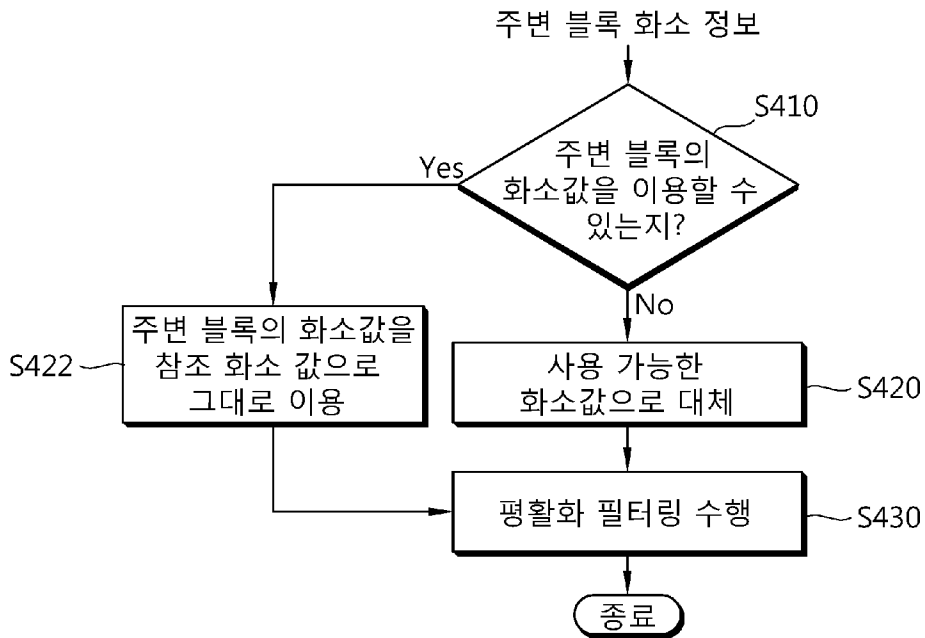 주변 블록 화소 정보
S410
주변 블록의
화소값을 이용할 수
있는지?
Yes
No
주변 블록의 화소값을
참조 화소 값으로
그대로 이용
S422
사용 가능한
화소값으로 대체
S420
평활화 필터링 수행
S430
종료